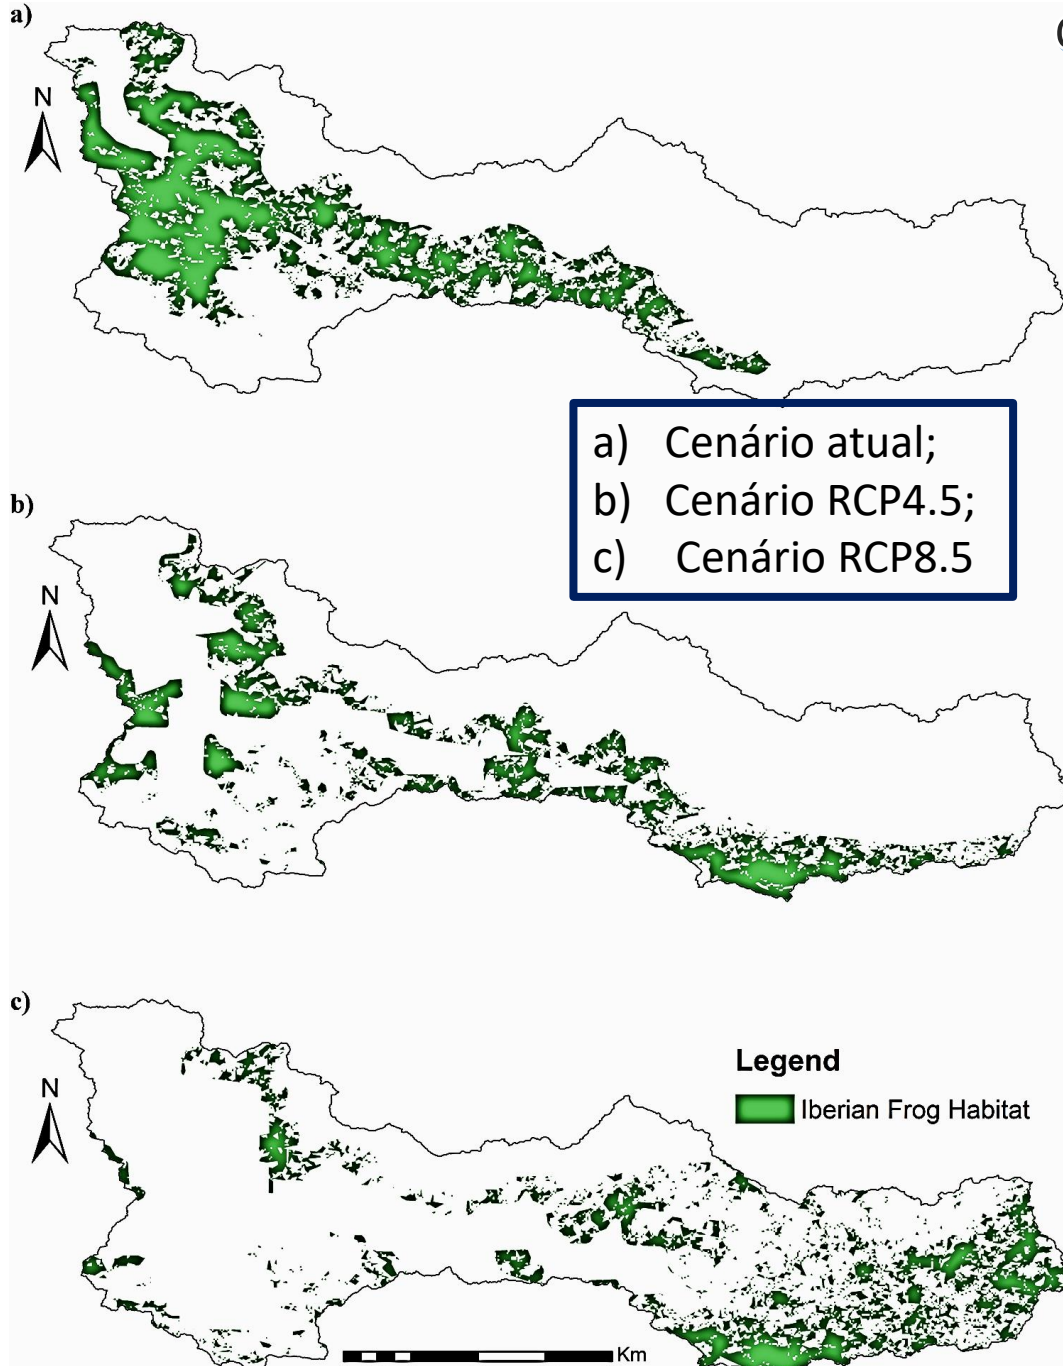 a)
N
a) Cenário atual;
b) Cenário RCP4.5;
c) Cenário RCP8.5
b)
N
c)
N
Legend
Iberian Frog Habitat
Km